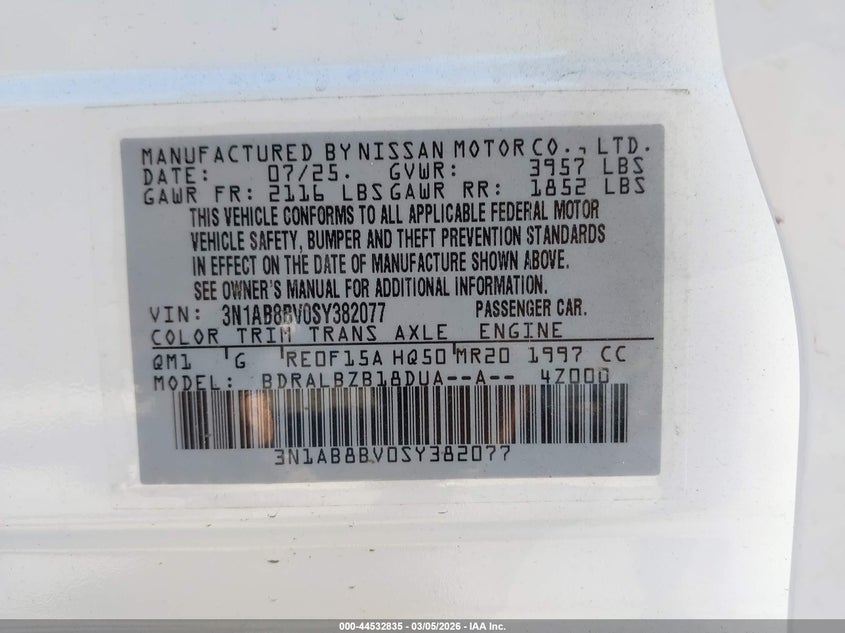 MANUFACTURED BY NISSAN MOTOR CO., LTD.
DATE: 07/25. GVWR: 3957 LBS
GAWR FR: 2116 LBS GAWR RR: 1852 LBS
THIS VEHICLE CONFORMS TO ALL APPLICABLE FEDERAL MOTOR
VEHICLE SAFETY, BUMPER AND THEFT PREVENTION STANDARDS
IN EFFECT ON THE DATE OF MANUFACTURE SHOWN ABOVE.
SEE OWNER'S MANUAL FOR ADDITIONAL INFORMATION.
VIN: 3N1AB8BV0SY382077 PASSENGER CAR.
COLOR TRIM TRANS AXLE ENGINE
QM1 G RE0F15A HQ50 MR20 1997 CC
MODEL: BDRALBZB18DUA--A-- 4Z000
3N1AB8BV0SY382077
000-44532835 - 03/05/2026 - IAA Inc.